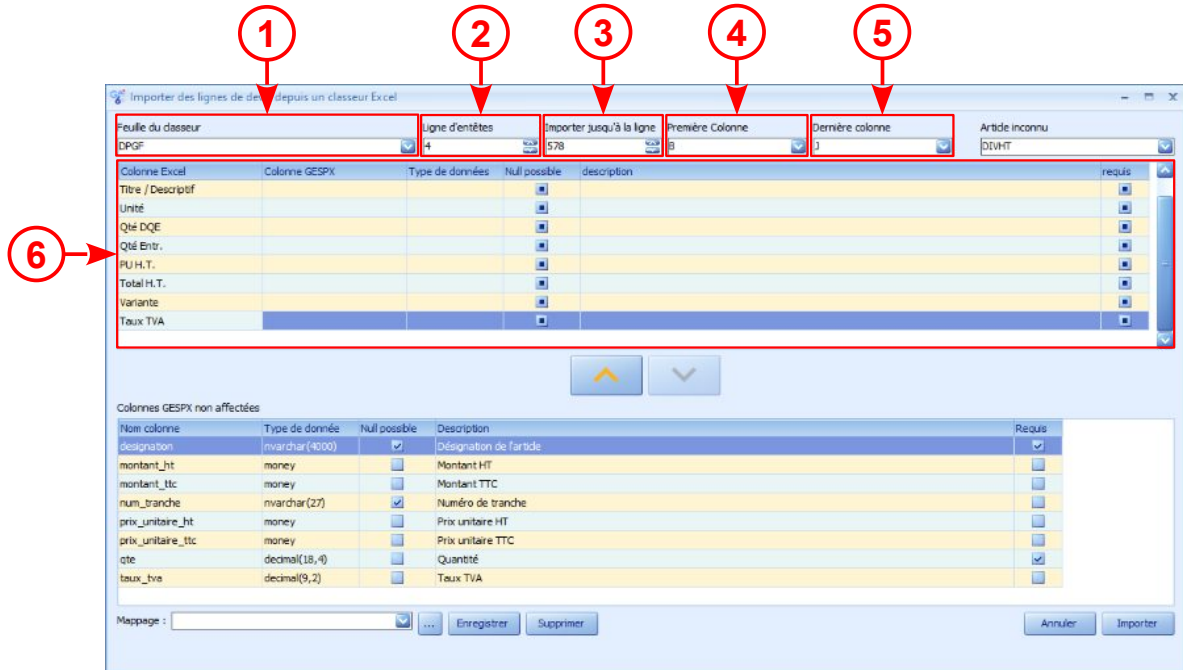 1 2 3 4 5
Importer des lignes de devis depuis un classeur Excel
Feuille du classeur Ligne d'entêtes Importer jusqu'à la ligne Première Colonne Dernière colonne Article inconnu
DPGF 4 578 B J DIVHT
Colonne Excel Colonne GESPX Type de données Null possible description requis
Titre / Descriptif
Unité
Qté DQE
Qté Entr.
6
PU H.T.
Total H.T.
Variante
Taux TVA
Colonnes GESPX non affectées
Nom colonne Type de donnée Null possible Description Requis
designation nvarchar(4000) Désignation de l'article
montant_ht money Montant HT
montant_ttc money Montant TTC
num_tranche nvarchar(27) Numéro de tranche
prix_unitaire_ht money Prix unitaire HT
prix_unitaire_ttc money Prix unitaire TTC
qte decimal(18,4) Quantité
taux_tva decimal(9,2) Taux TVA
Mappage : ... Enregistrer Supprimer Annuler Importer